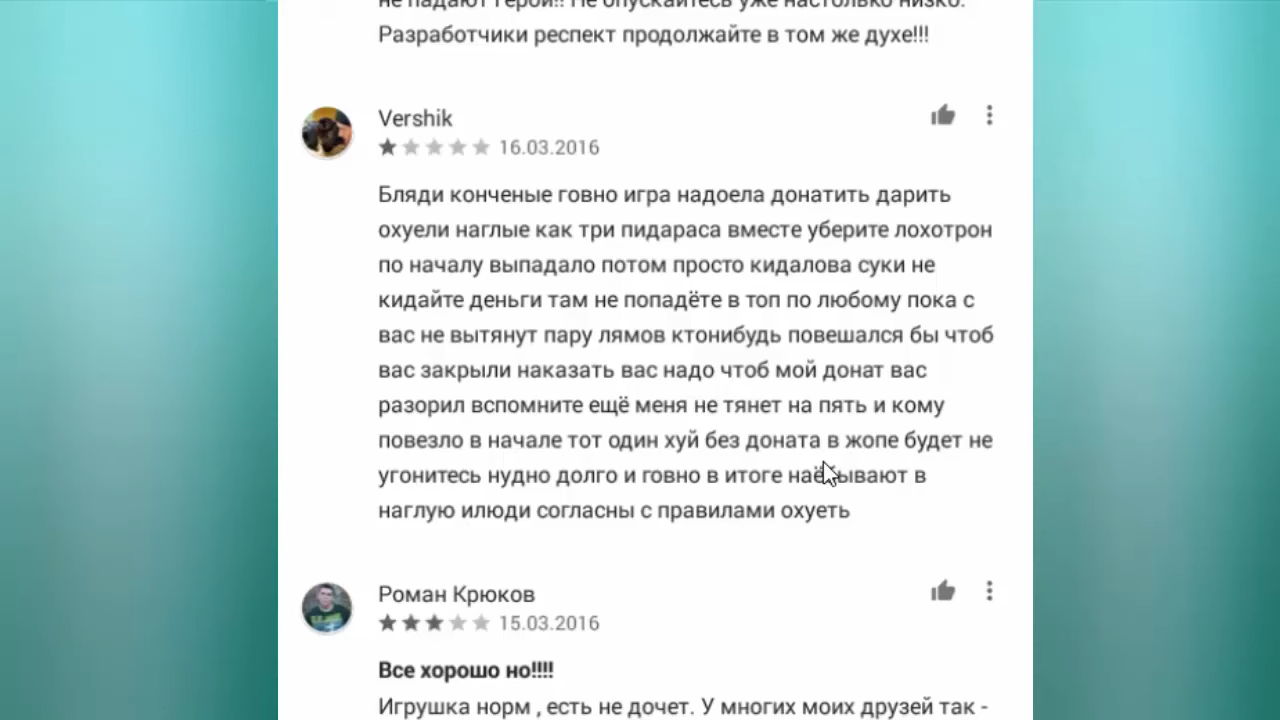 не падают герои!! Не опускайтесь уже настолько низко.
Разработчики респект продолжайте в том же духе!!!
Vershik
16.03.2016
Бляди конченые говно игра надоела донатить дарить
охуели наглые как три пидараса вместе уберите лохотрон
по началу выпадало потом просто кидалова суки не
кидайте деньги там не попадёте в топ по любому пока с
вас не вытянут пару лямов ктонибудь повешался бы чтоб
вас закрыли наказать вас надо чтоб мой донат вас
разорил вспомните ещё меня не тянет на пять и кому
повезло в начале тот один хуй без доната в жопе будет не
угонитесь нудно долго и говно в итоге наёбывают в
наглую илюди согласны с правилами охуеть
Роман Крюков
15.03.2016
Все хорошо но!!!!
Игрушка норм , есть не дочет. У многих моих друзей так -